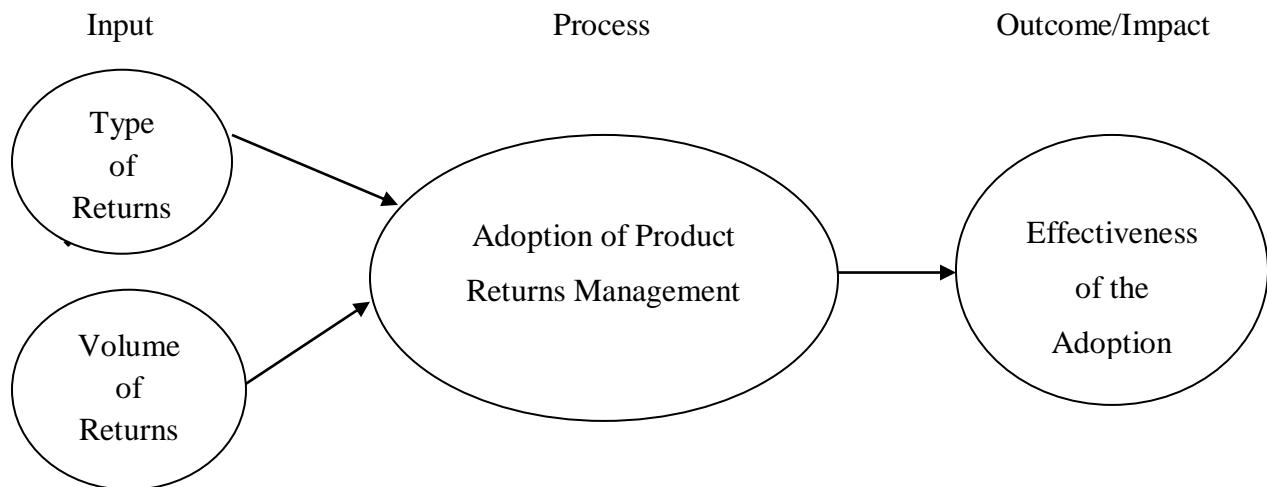 Input
Process
Outcome/Impact
Type
of
Returns
Volume
of
Returns
Adoption of Product
Returns Management
Effectiveness
of the
Adoption